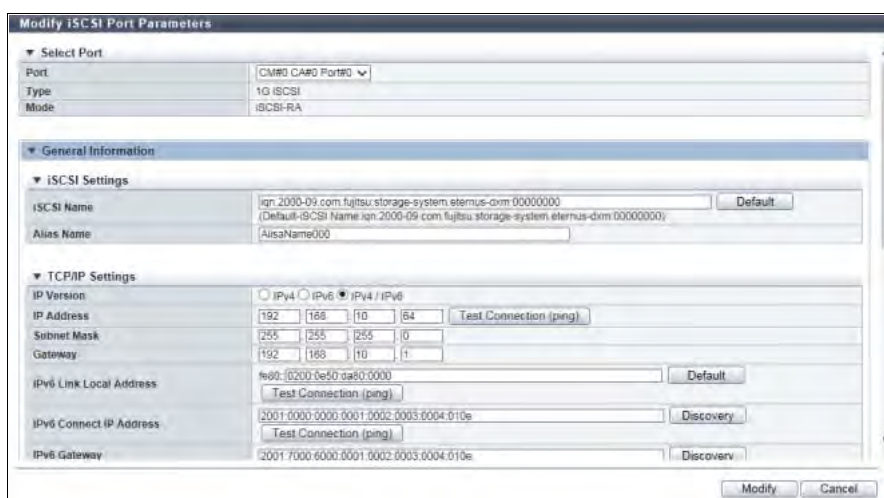 Modify iSCSI Port Parameters
▼ Select Port
Port CM#0 CA#0 Port#0
Type 1G iSCSI
Mode iSCSI-RA
▼ General Information
▼ iSCSI Settings
iSCSI Name iqn.2000-09.com.fujitsu:storage-system.eternus-dxm:00000000 Default
(Default-iSCSI Name:iqn.2000-09.com.fujitsu:storage-system.eternus-dxm:00000000)
Alias Name AlisaName000
▼ TCP/IP Settings
IP Version IPv4 IPv6 IPv4 / IPv6
IP Address 192 . 168 . 10 . 64 Test Connection (ping)
Subnet Mask 255 . 255 . 255 . 0
Gateway 192 . 168 . 10 . 1
IPv6 Link Local Address fe80:: 0200:0e50:da80:0000 Default
Test Connection (ping)
IPv6 Connect IP Address 2001:0000:0000:0001:0002:0003:0004:010e Discovery
Test Connection (ping)
IPv6 Gateway 2001:7000:6000:0001:0002:0003:0004:010e Discovery
Modify Cancel